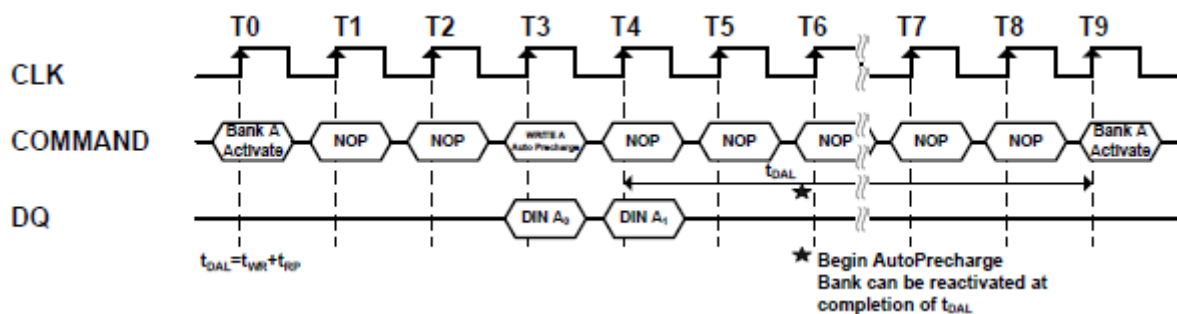 T0 T1 T2 T3 T4 T5 T6 T7 T8 T9
CLK
COMMAND
Bank A
Activate
NOP
NOP
WRITE A
Auto Precharge
NOP
NOP
NOP
NOP
NOP
Bank A
Activate
tDAL
DQ
DIN A0
DIN A1
tDAL=tWR+tRP
★ Begin AutoPrecharge
Bank can be reactivated at
completion of tDAL